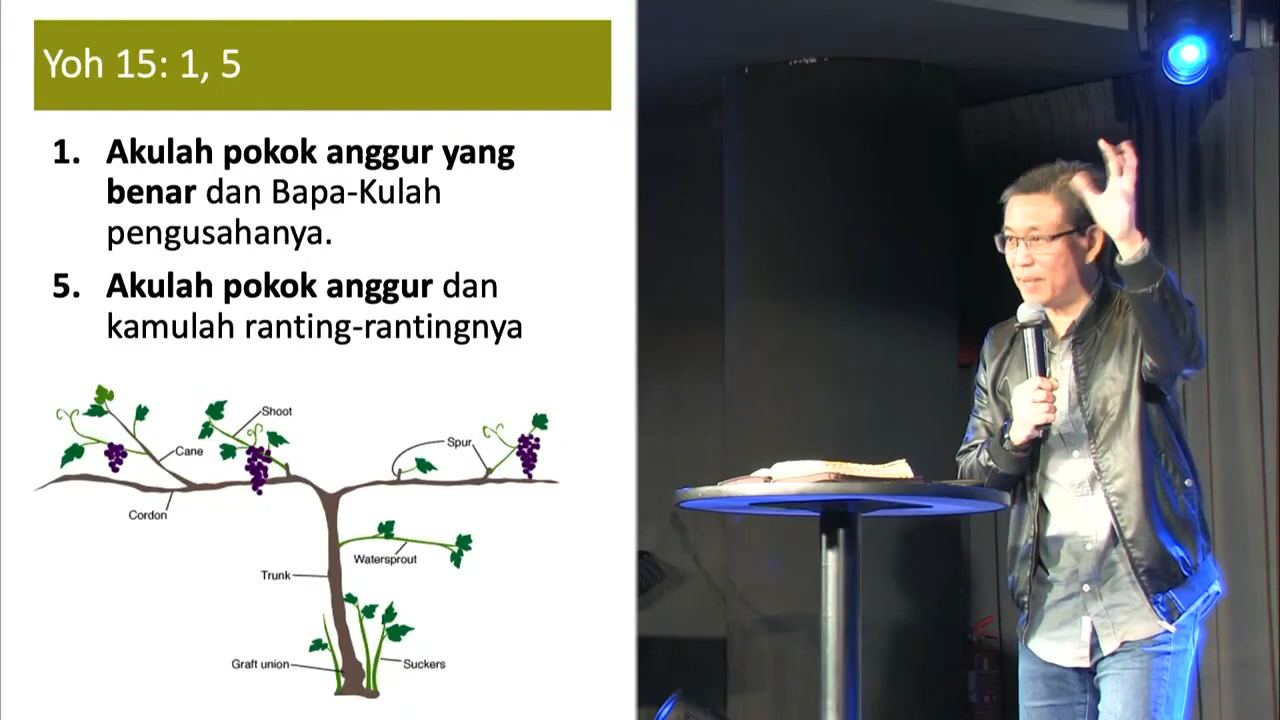 Yoh 15: 1, 5
1. Akulah pokok anggur yang
benar dan Bapa-Kulah
pengusahanya.
5. Akulah pokok anggur dan
kamulah ranting-rantingnya
Shoot
Cane
Spur
Cordon
Watersprout
Trunk
Graft union
Suckers